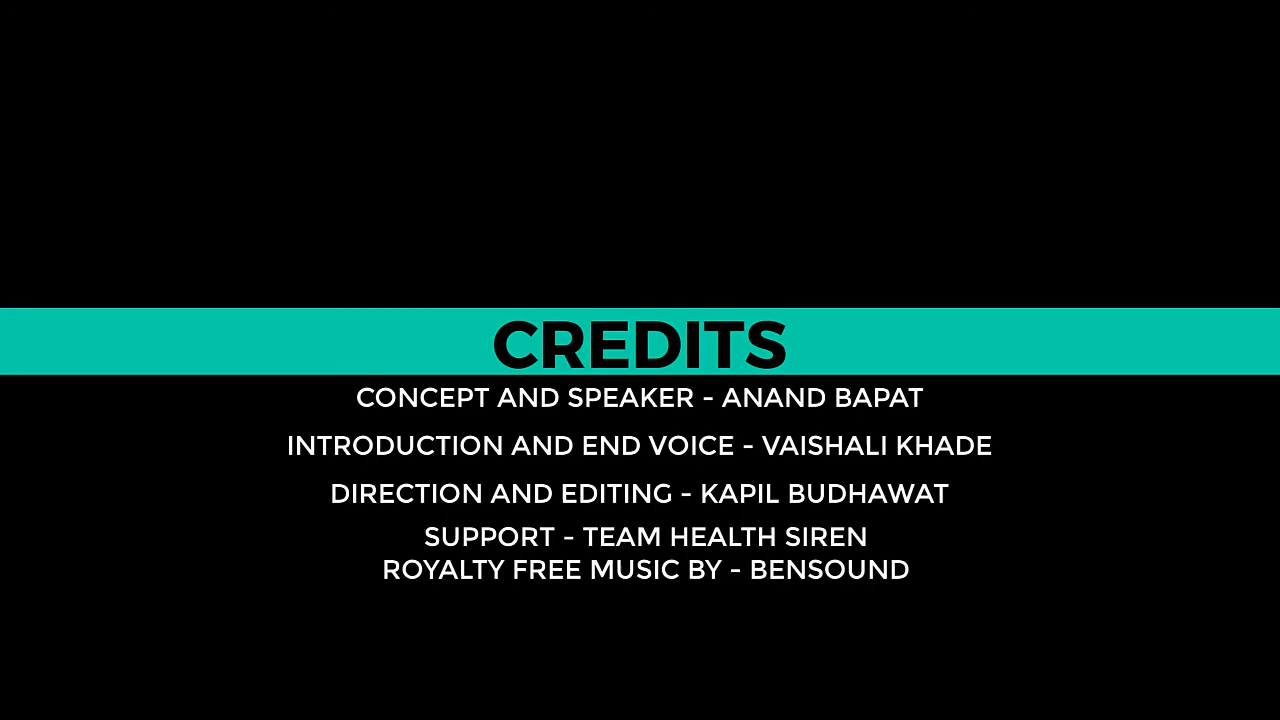 CREDITS
CONCEPT AND SPEAKER - ANAND BAPAT
INTRODUCTION AND END VOICE - VAISHALI KHADE
DIRECTION AND EDITING - KAPIL BUDHAWAT
SUPPORT - TEAM HEALTH SIREN
ROYALTY FREE MUSIC BY - BENSOUND